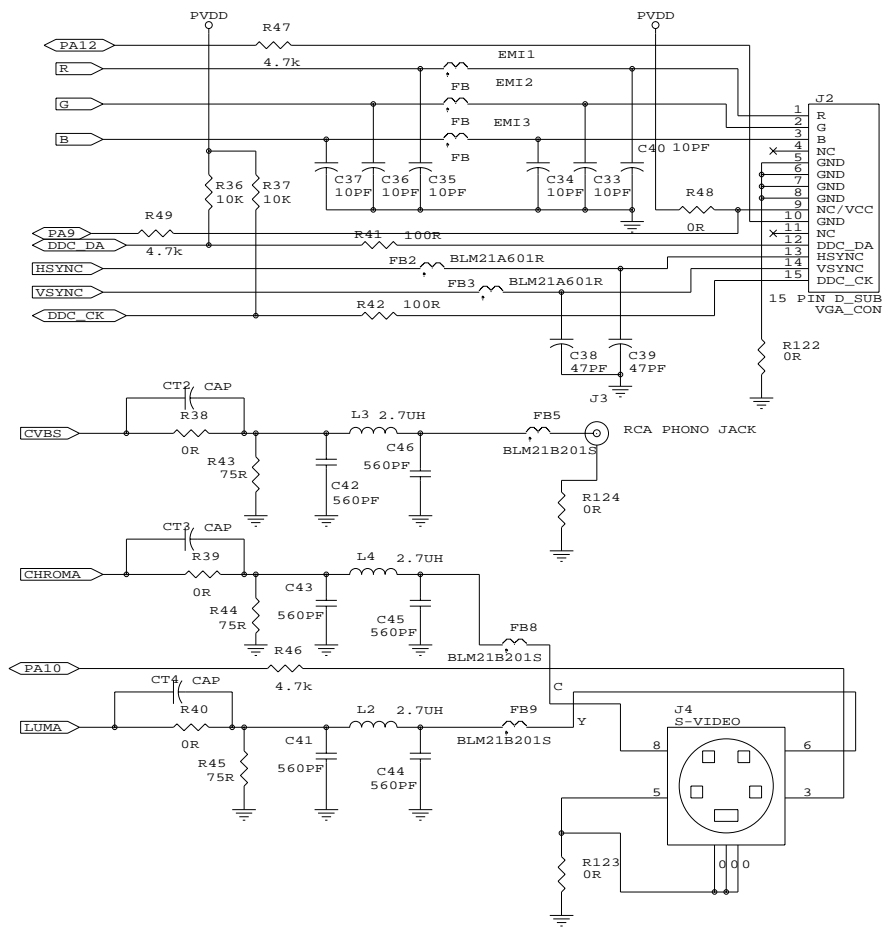 PVDD
PVDD
R47
PA12
4.7k
EMI1
R
FB
EMI2
G
FB
EMI3
B
FB
C40 10PF
J2
1 R
2 G
3 B
4 NC
5 GND
6 GND
7 GND
8 GND
9 NC/VCC
10 GND
11 NC
12 DDC_DA
13 HSYNC
14 VSYNC
15 DDC_CK
15 PIN D_SUB
VGA_CON
C37
10PF
C36
10PF
C35
10PF
C34
10PF
C33
10PF
R36
10K
R37
10K
R48
0R
R49
PA9
4.7k
R41 100R
DDC_DA
FB2
BLM21A601R
HSYNC
FB3
BLM21A601R
VSYNC
R42 100R
DDC_CK
C38
47PF
C39
47PF
R122
0R
CT2 CAP
R38
0R
CVBS
R43
75R
L3 2.7UH
C42
560PF
C46
560PF
J3
FB5
BLM21B201S
RCA PHONO JACK
R124
0R
CT3 CAP
R39
0R
CHROMA
R44
75R
L4
2.7UH
C43
560PF
C45
560PF
FB8
BLM21B201S
R46
PA10
4.7k
C
CT4 CAP
R40
0R
LUMA
R45
75R
L2 2.7UH
C41
560PF
C44
560PF
FB9
BLM21B201S
Y
J4
S-VIDEO
8
6
5
3
0 0 0
R123
0R